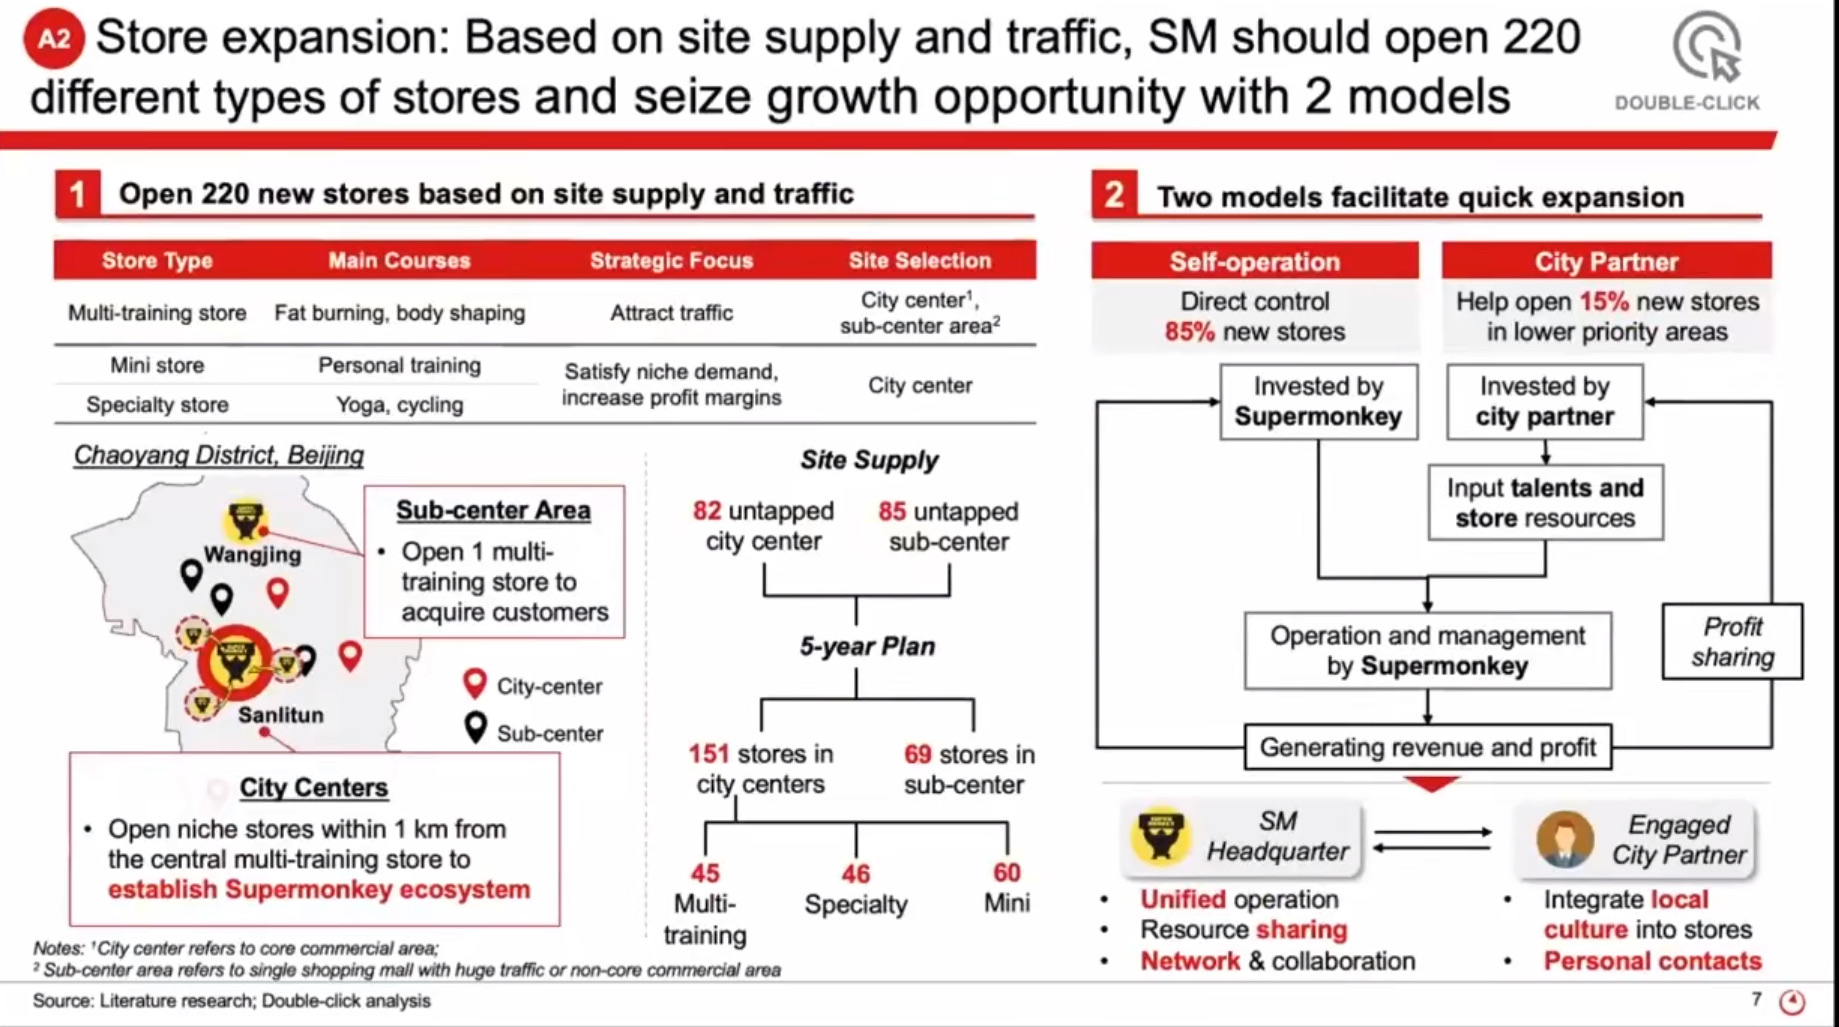 A2 Store expansion: Based on site supply and traffic, SM should open 220
different types of stores and seize growth opportunity with 2 models
DOUBLE-CLICK
1 Open 220 new stores based on site supply and traffic
Store Type Main Courses Strategic Focus Site Selection
Multi-training store Fat burning, body shaping Attract traffic City center¹,
sub-center area²
Mini store Personal training
Specialty store Yoga, cycling
Satisfy niche demand,
increase profit margins
City center
Chaoyang District, Beijing
Wangjing
Sanlitun
Sub-center Area
• Open 1 multi-
training store to
acquire customers
City-center
Sub-center
City Centers
• Open niche stores within 1 km from
the central multi-training store to
establish Supermonkey ecosystem
Site Supply
82 untapped
city center
85 untapped
sub-center
5-year Plan
151 stores in
city centers
69 stores in
sub-center
45
Multi-
training
46
Specialty
60
Mini
Notes: ¹City center refers to core commercial area;
² Sub-center area refers to single shopping mall with huge traffic or non-core commercial area
Source: Literature research; Double-click analysis
2 Two models facilitate quick expansion
Self-operation
Direct control
85% new stores
City Partner
Help open 15% new stores
in lower priority areas
Invested by
Supermonkey
Invested by
city partner
Input talents and
store resources
Operation and management
by Supermonkey
Profit
sharing
Generating revenue and profit
SM
Headquarter
Engaged
City Partner
• Unified operation
• Resource sharing
• Network & collaboration
• Integrate local
culture into stores
• Personal contacts
7